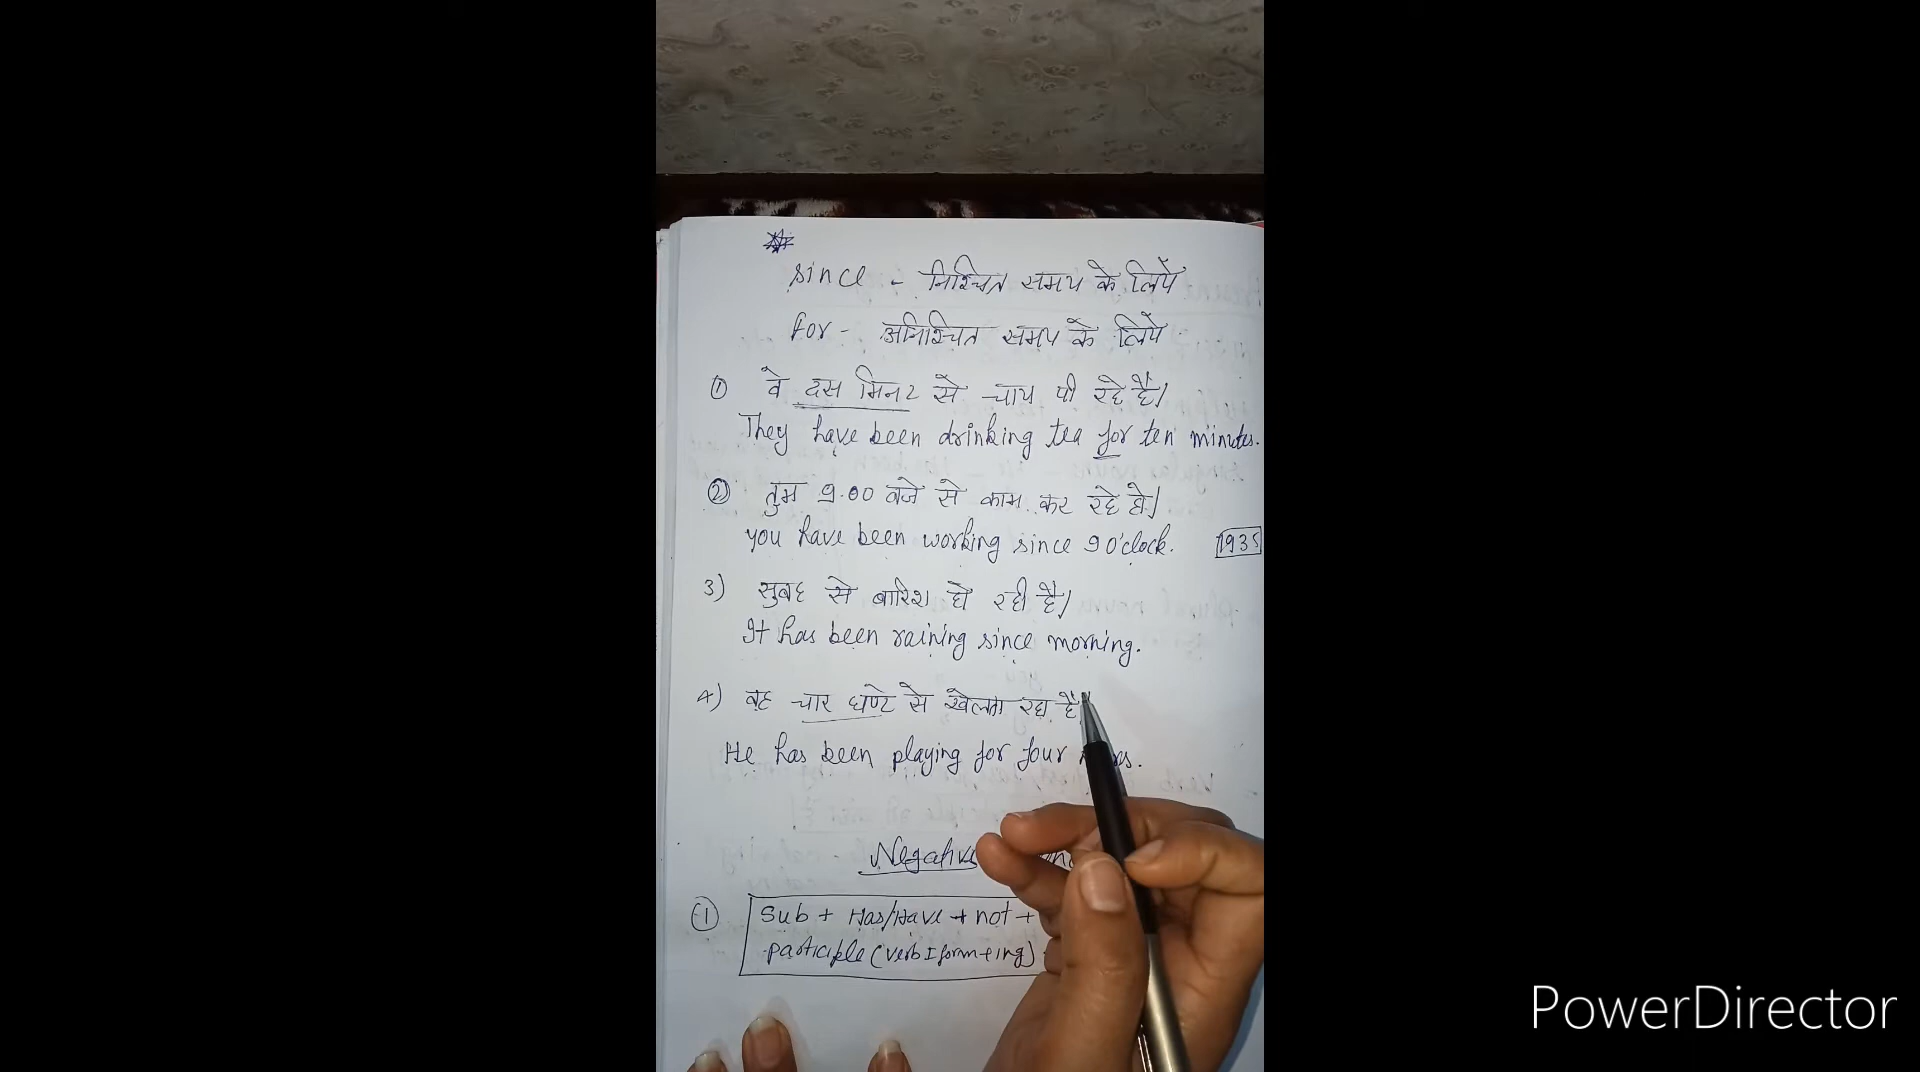 since - निश्चित समय के लिये
for - अनिश्चित समय के लिये
① वे दस मिनट से चाय पी रहे हैं।
They have been drinking tea for ten minutes.
② तुम 9.00 बजे से काम कर रहे हो।
you have been working since 9 o'clock.
1935
3) सुबह से बारिश हो रही है।
It has been raining since morning.
4) वह चार घण्टे से खेल रहा है
He has been playing for four
Negative
① Sub + Has/Have + not +
participle (verb I form + ing)
PowerDirector